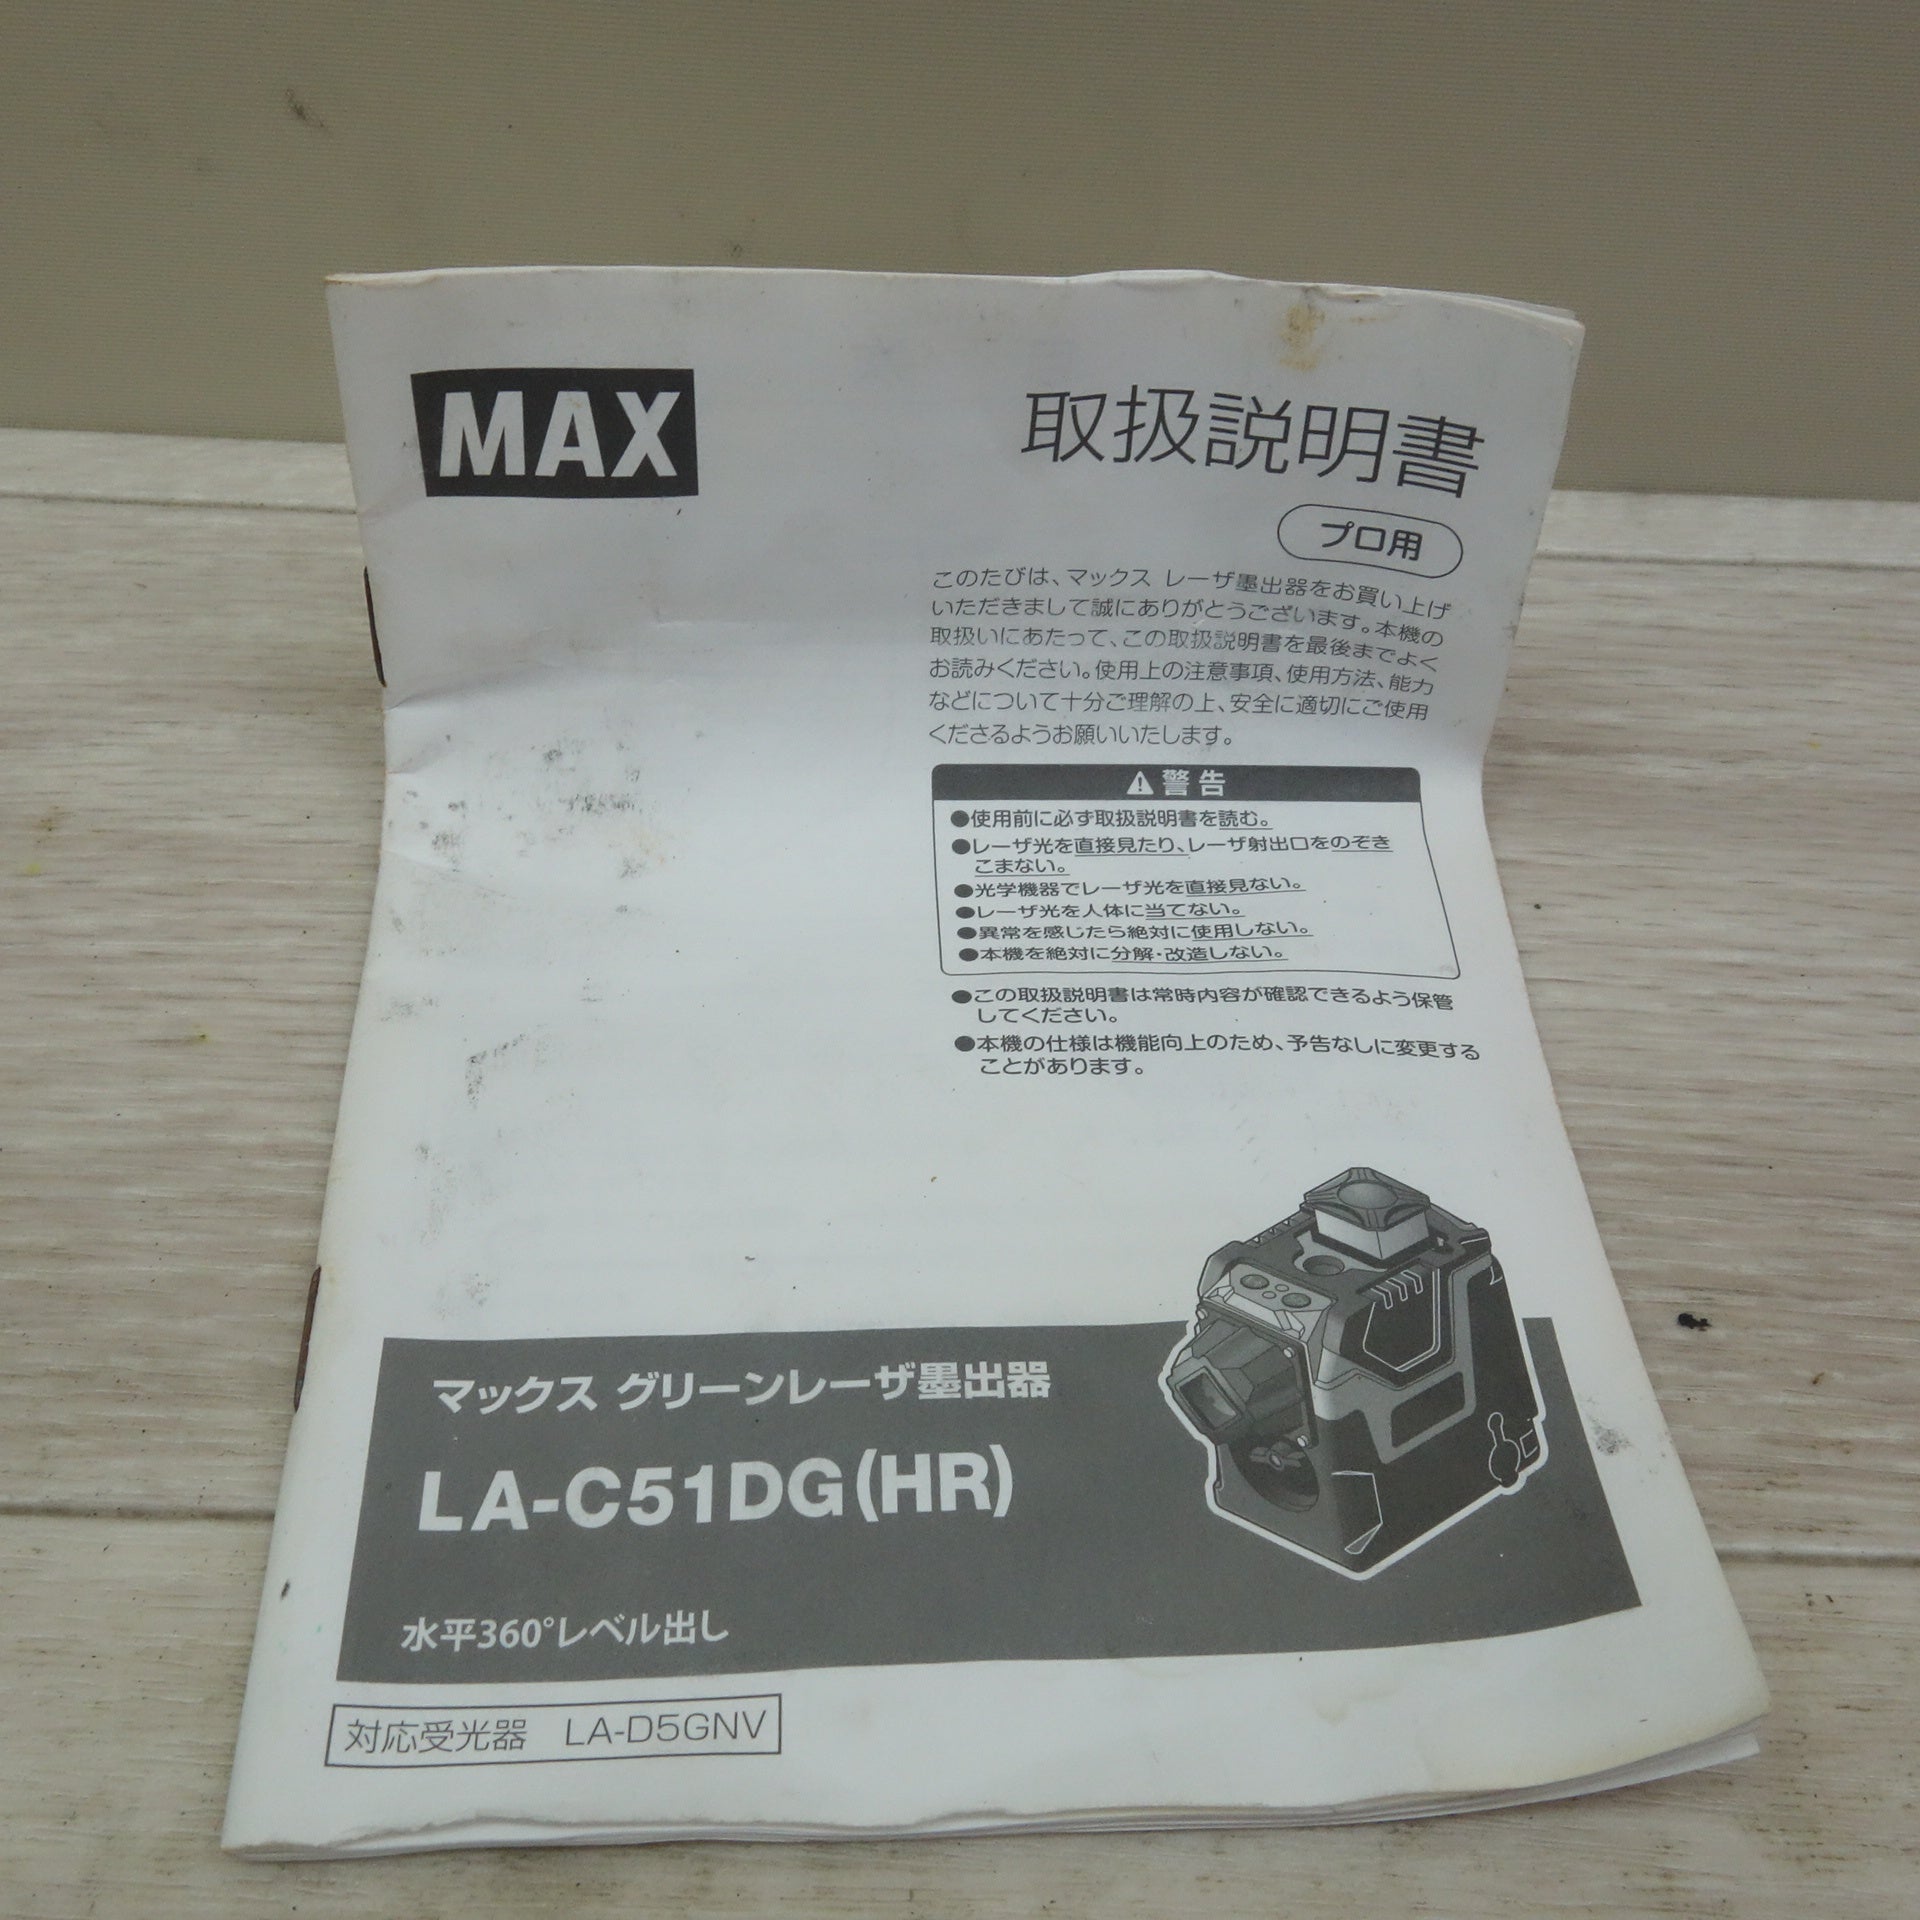 MAX
取扱説明書
プロ用
このたびは、マックス レーザ墨出器をお買い上げ
いただきまして誠にありがとうございます。本機の
取扱いにあたって、この取扱説明書を最後までよく
お読みください。使用上の注意事項、使用方法、能力
などについて十分ご理解の上、安全に適切にご使用
くださるようお願いいたします。
⚠警告
●使用前に必ず取扱説明書を読む。
●レーザ光を直接見たり、レーザ射出口をのぞき
こまない。
●光学機器でレーザ光を直接見ない。
●レーザ光を人体に当てない。
●異常を感じたら絶対に使用しない。
●本機を絶対に分解・改造しない。
●この取扱説明書は常時内容が確認できるよう保管
してください。
●本機の仕様は機能向上のため、予告なしに変更する
ことがあります。
マックス グリーンレーザ墨出器
LA-C51DG(HR)
水平360°レベル出し
対応受光器 LA-D5GNV